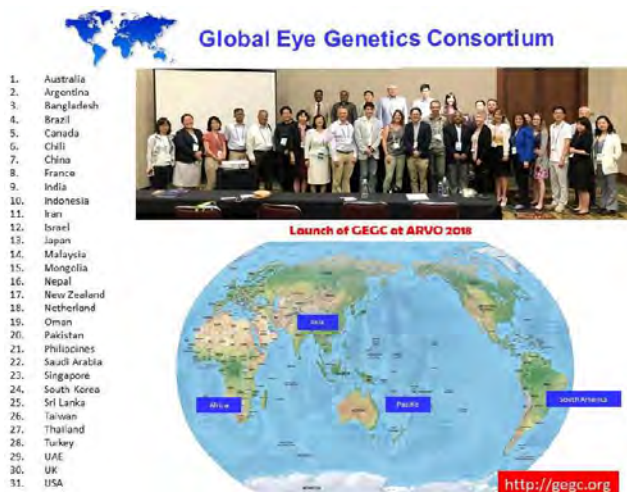 Global Eye Genetics Consortium
1. Australia
2. Argentina
3. Bangladesh
4. Brazil
5. Canada
6. Chili
7. China
8. France
9. India
10. Indonesia
11. Iran
12. Israel
13. Japan
14. Malaysia
15. Mongolia
16. Nepal
17. New Zealand
18. Netherland
19. Oman
20. Pakistan
21. Philippines
22. Saudi Arabia
23. Singapore
24. South Korea
25. Sri Lanka
26. Taiwan
27. Thailand
28. Turkey
29. UAE
30. UK
31. USA
Launch of GEGC at ARVO 2018
Asia
Africa
Pacific
South America
http://gegc.org